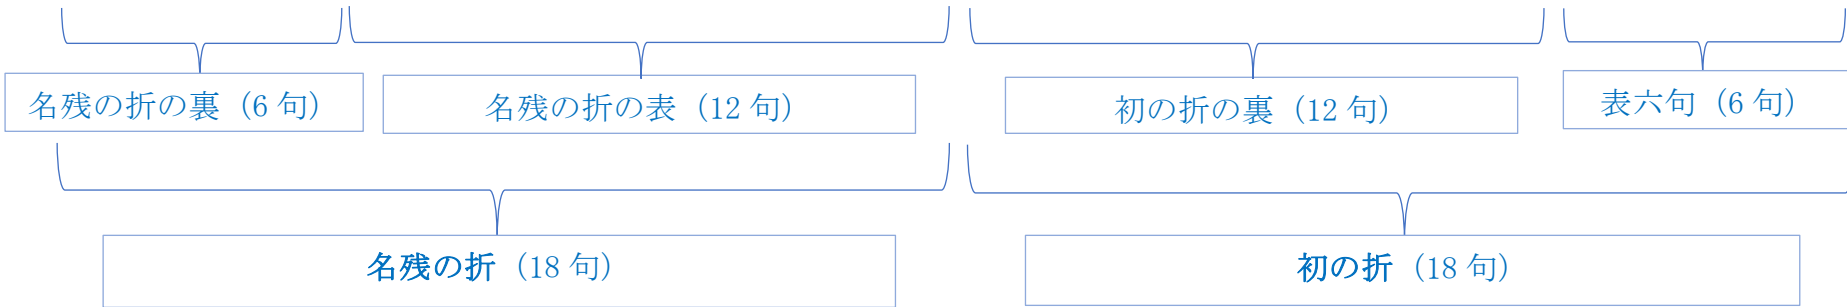 名残の折の裏（6 句）
名残の折の表（12 句）
初の折の裏（12 句）
表六句（6 句）
名残の折（18 句）
初の折（18 句）